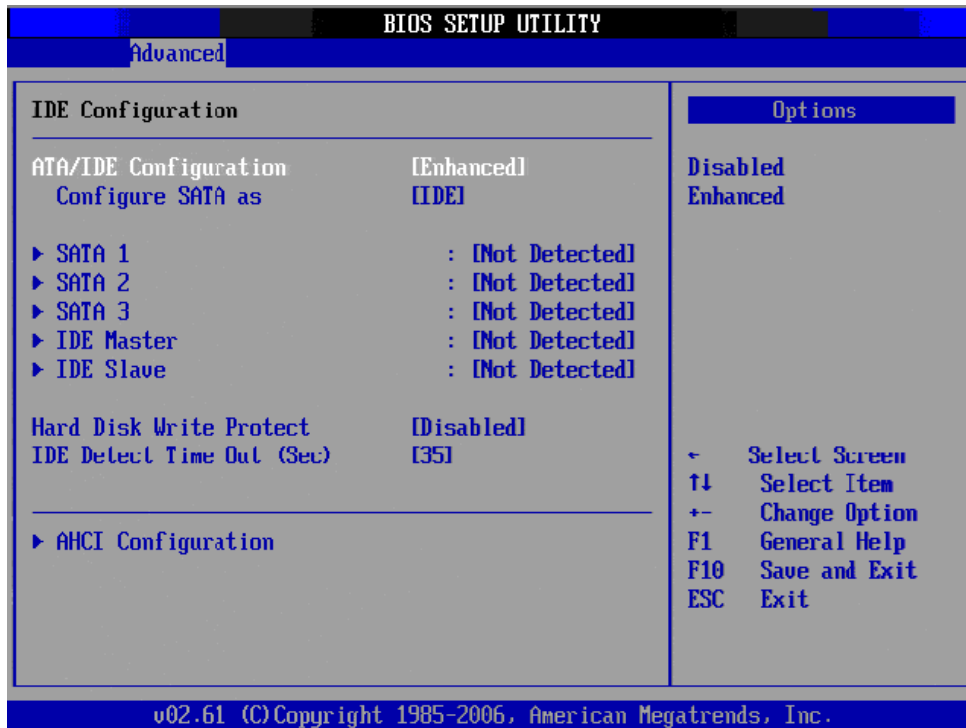 BIOS SETUP UTILITY
Advanced
IDE Configuration
ATA/IDE Configuration [Enhanced]
Configure SATA as [IDE]
▶ SATA 1 : [Not Detected]
▶ SATA 2 : [Not Detected]
▶ SATA 3 : [Not Detected]
▶ IDE Master : [Not Detected]
▶ IDE Slave : [Not Detected]
Hard Disk Write Protect [Disabled]
IDE Detect Time Out (Sec) [35]
▶ AHCI Configuration
Options
Disabled
Enhanced
← Select Screen
↑↓ Select Item
+- Change Option
F1 General Help
F10 Save and Exit
ESC Exit
v02.61 (C)Copyright 1985-2006, American Megatrends, Inc.